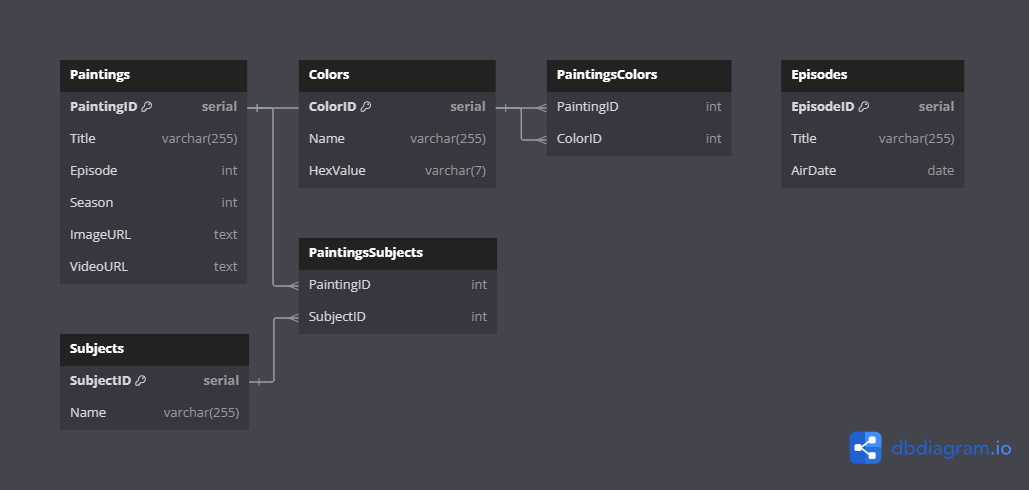 Paintings
PaintingID serial
Title varchar(255)
Episode int
Season int
ImageURL text
VideoURL text
Colors
ColorID serial
Name varchar(255)
HexValue varchar(7)
PaintingsColors
PaintingID int
ColorID int
Episodes
EpisodeID serial
Title varchar(255)
AirDate date
PaintingsSubjects
PaintingID int
SubjectID int
Subjects
SubjectID serial
Name varchar(255)
dbdiagram.io